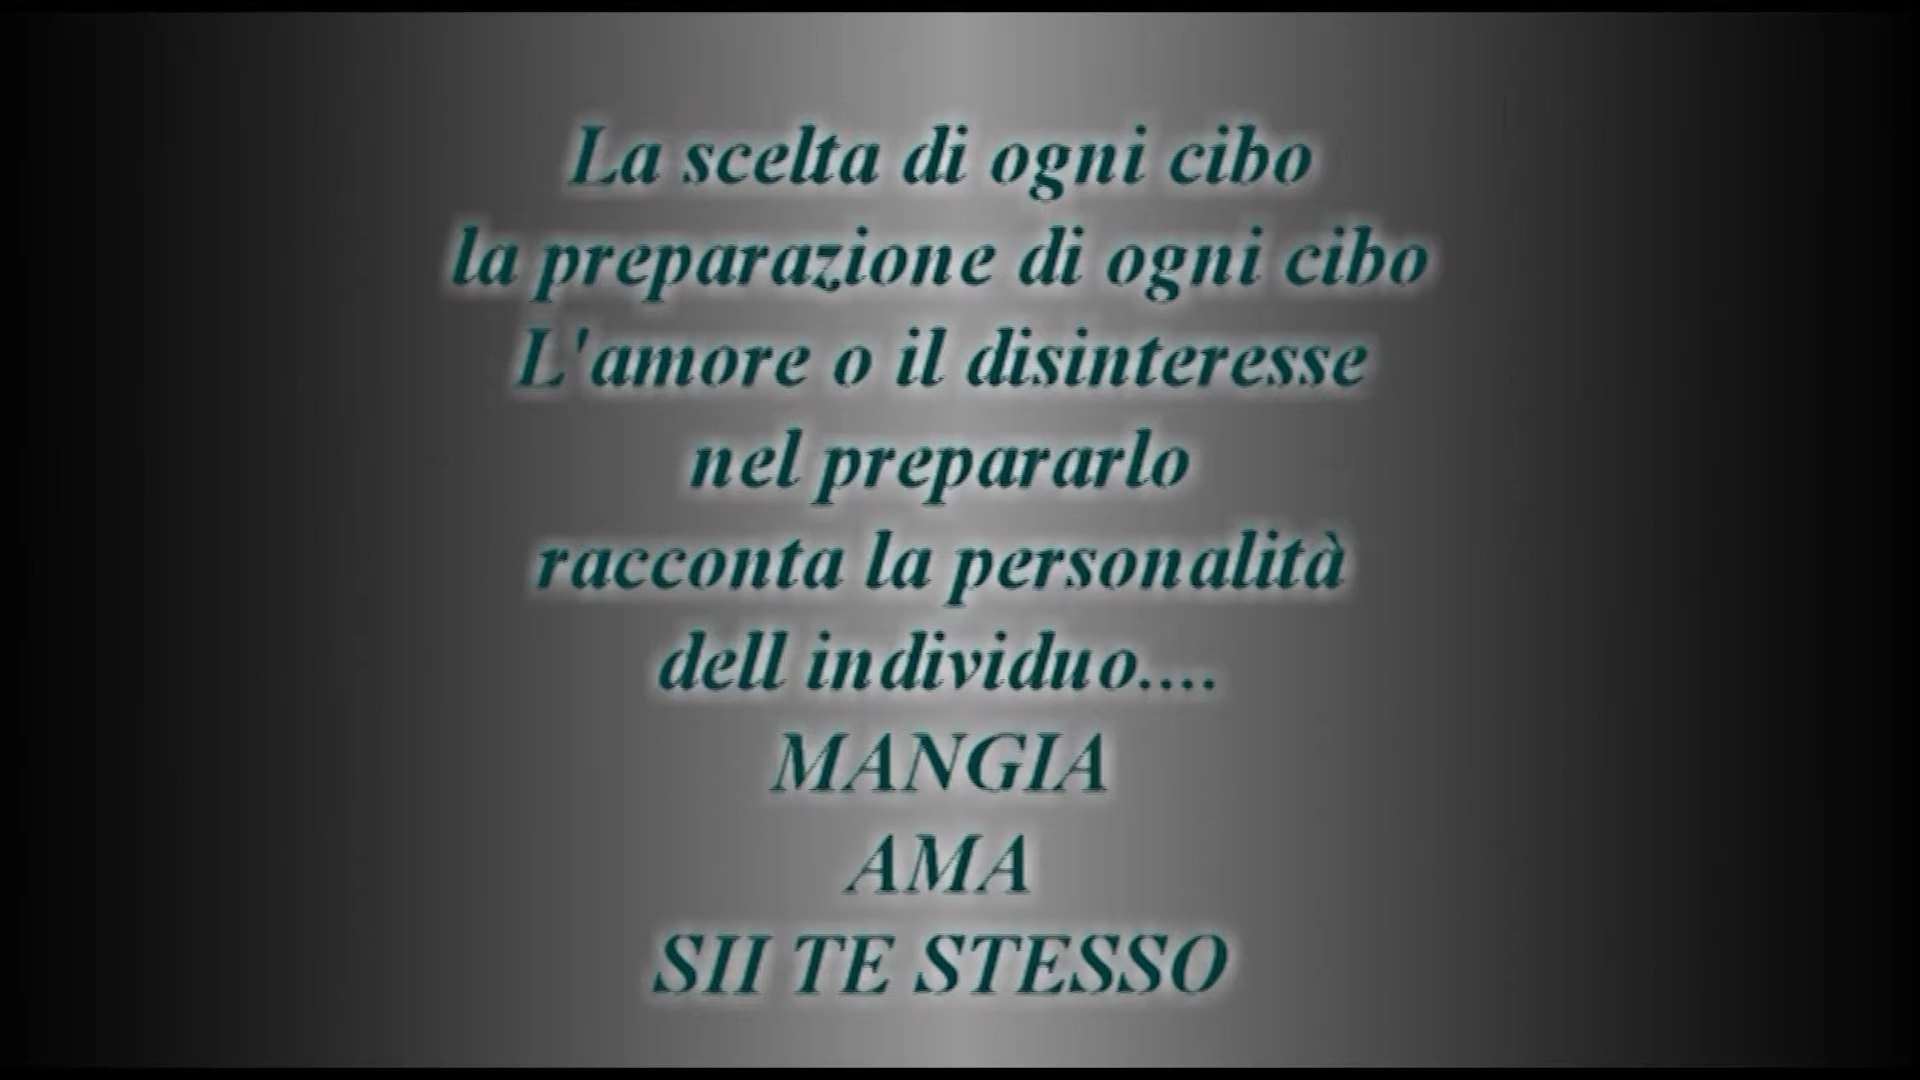 La scelta di ogni cibo
la preparazione di ogni cibo
L'amore o il disinteresse
nel prepararlo
racconta la personalità
dell individuo....
MANGIA
AMA
SII TE STESSO